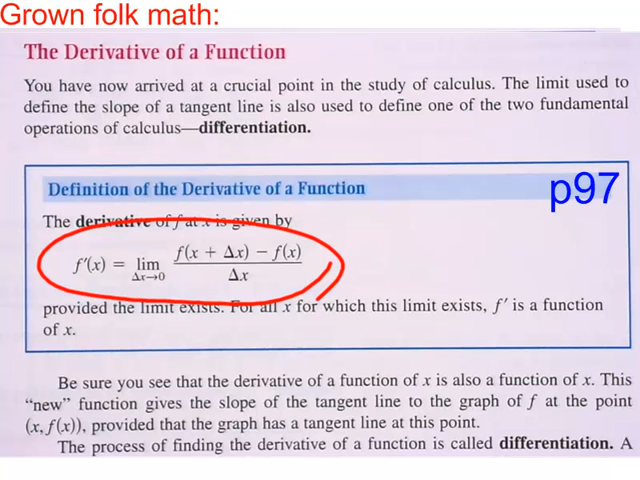 Grown folk math:
The Derivative of a Function
You have now arrived at a crucial point in the study of calculus. The limit used to
define the slope of a tangent line is also used to define one of the two fundamental
operations of calculus—differentiation.
Definition of the Derivative of a Function
p97
The derivative of f at x is given by
f′(x) = lim Δx→0 (f(x + Δx) − f(x)) / Δx
provided the limit exists. For all x for which this limit exists, f′ is a function
of x.
Be sure you see that the derivative of a function of x is also a function of x. This
“new” function gives the slope of the tangent line to the graph of f at the point
(x, f(x)), provided that the graph has a tangent line at this point.
The process of finding the derivative of a function is called differentiation. A